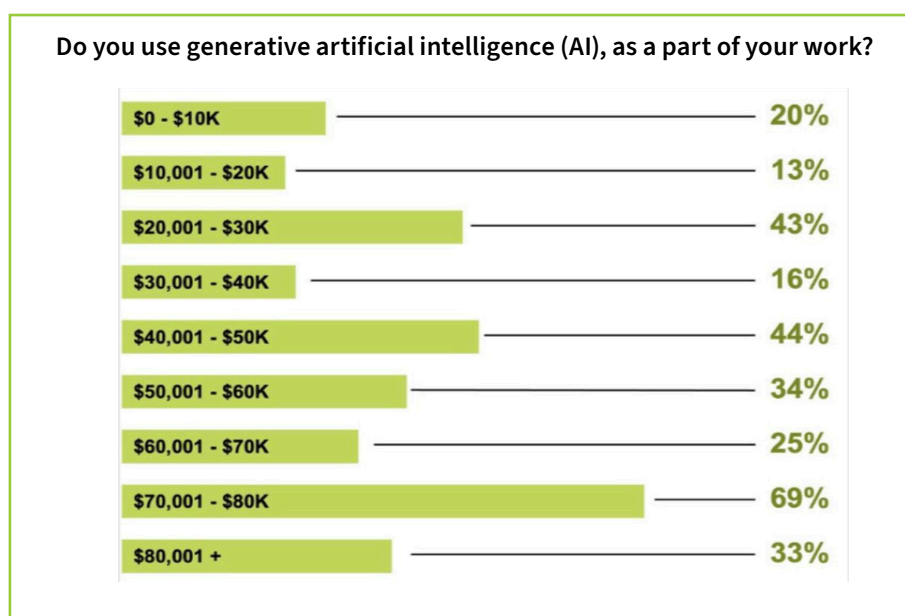 Do you use generative artificial intelligence (AI), as a part of your work?
$0 - $10K 20%
$10,001 - $20K 13%
$20,001 - $30K 43%
$30,001 - $40K 16%
$40,001 - $50K 44%
$50,001 - $60K 34%
$60,001 - $70K 25%
$70,001 - $80K 69%
$80,001 + 33%